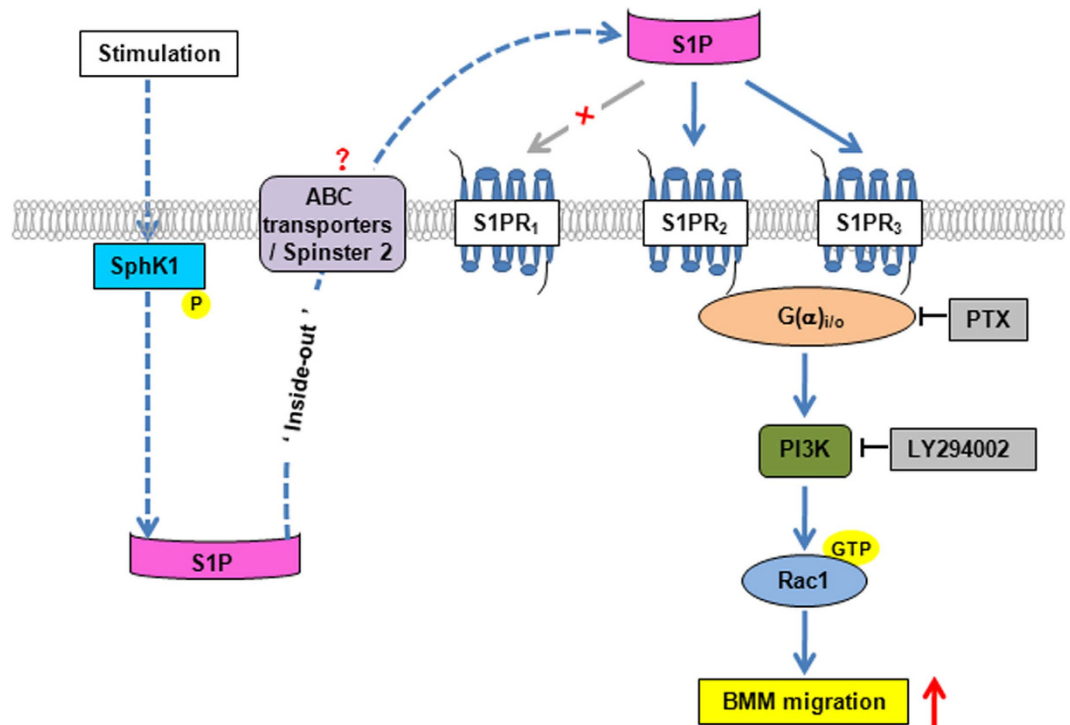 Stimulation
S1P
?
×
ABC
transporters
/ Spinster 2
S1PR₁
S1PR₂
S1PR₃
SphK1
P
G(α)i/o
PTX
' Inside-out '
PI3K
LY294002
GTP
Rac1
S1P
BMM migration